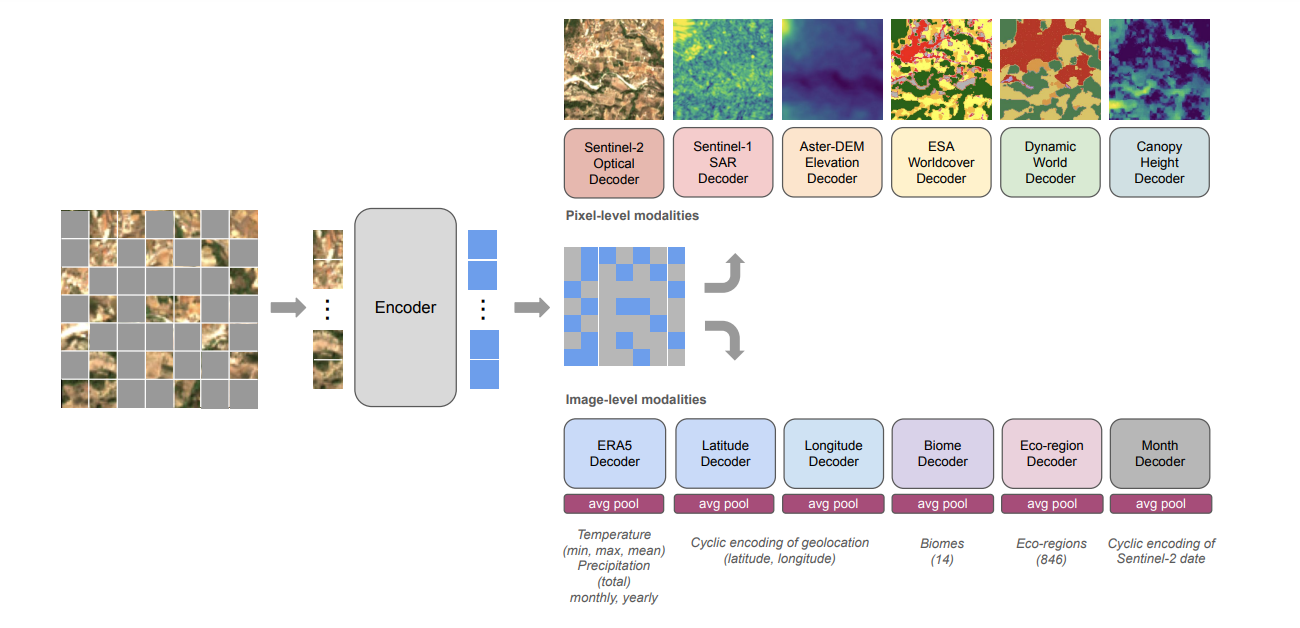 Sentinel-2
Optical
Decoder
Sentinel-1
SAR
Decoder
Aster-DEM
Elevation
Decoder
ESA
Worldcover
Decoder
Dynamic
World
Decoder
Canopy
Height
Decoder
Pixel-level modalities
Encoder
Image-level modalities
ERA5
Decoder
Latitude
Decoder
Longitude
Decoder
Biome
Decoder
Eco-region
Decoder
Month
Decoder
avg pool
avg pool
avg pool
avg pool
avg pool
avg pool
Temperature
(min, max, mean)
Precipitation
(total)
monthly, yearly
Cyclic encoding of geolocation
(latitude, longitude)
Biomes
(14)
Eco-regions
(846)
Cyclic encoding of
Sentinel-2 date